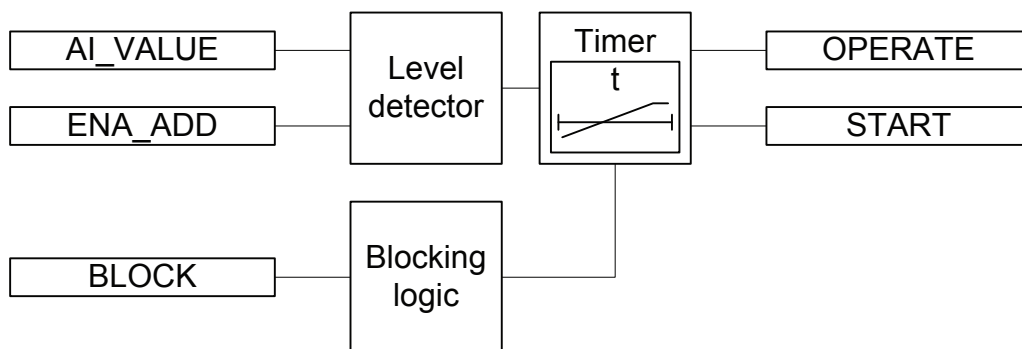 AI_VALUE
ENA_ADD
Level
detector
Timer
t
OPERATE
START
BLOCK
Blocking
logic